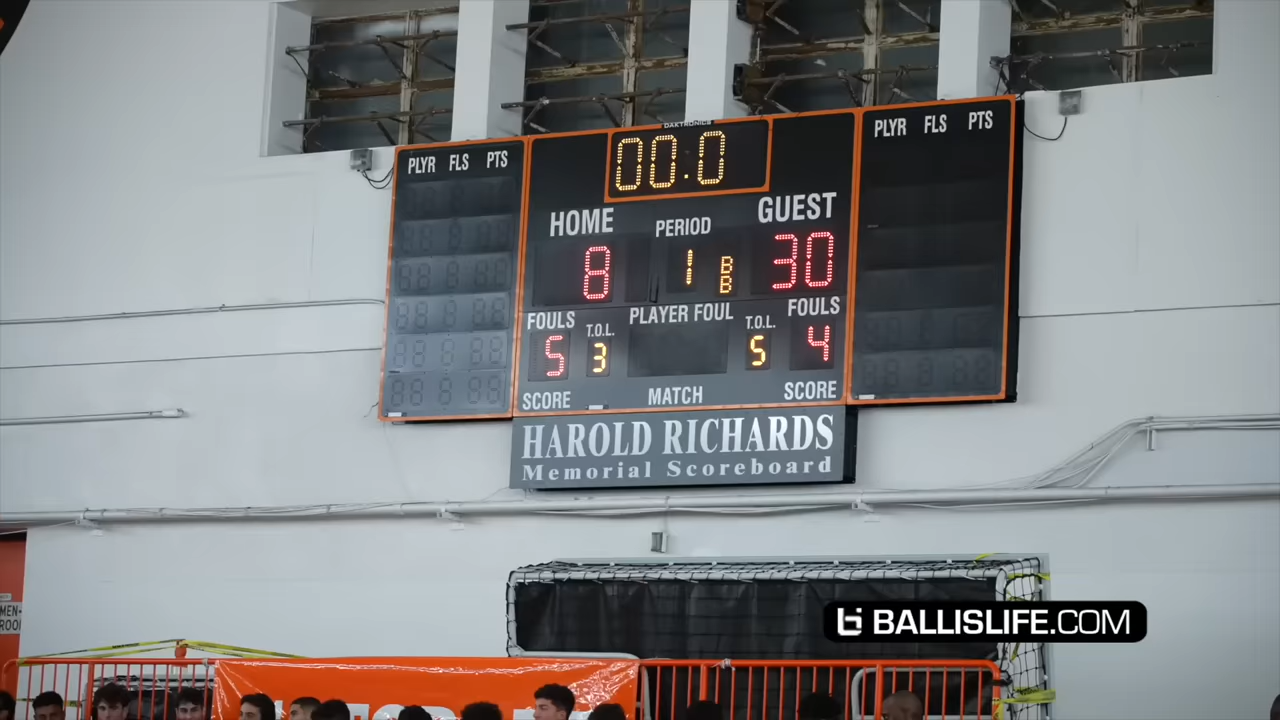 DAKTRONICS
PLYR FLS PTS
00:0
PLYR FLS PTS
HOME PERIOD GUEST
8 1 B B 30
FOULS T.O.L. PLAYER FOUL T.O.L. FOULS
5 3 5 4
SCORE MATCH SCORE
HAROLD RICHARDS
Memorial Scoreboard
BALLISLIFE.COM